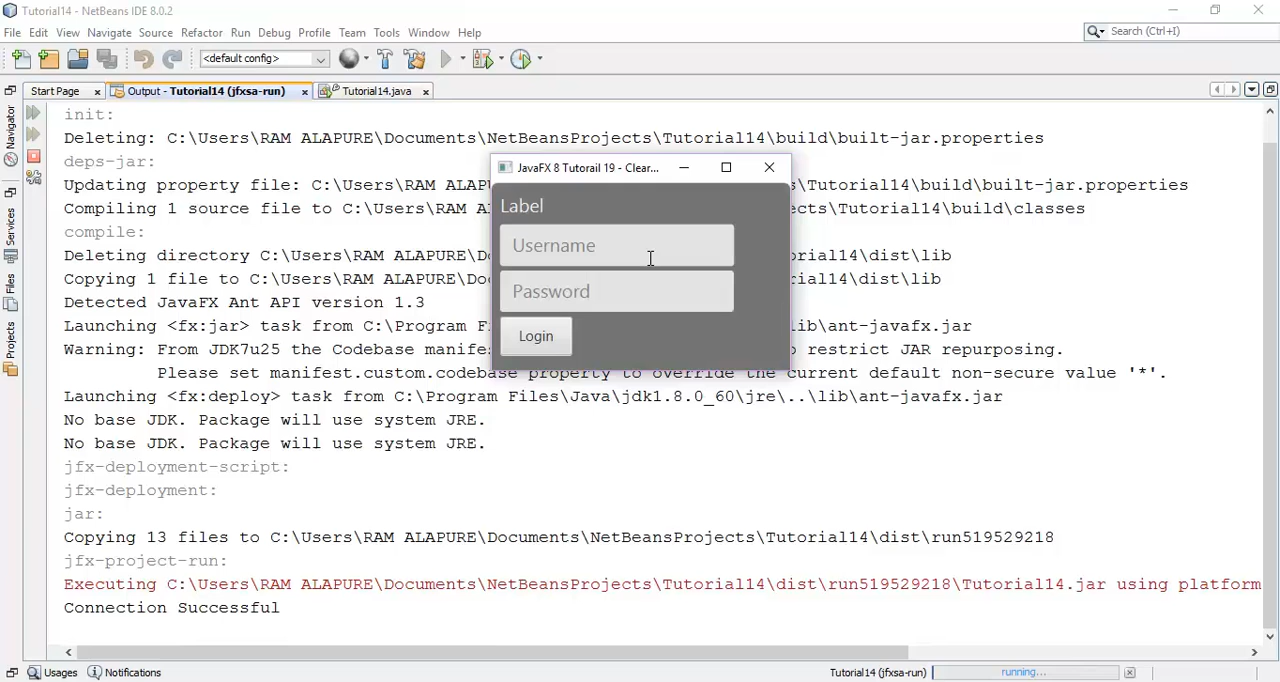 Tutorial14 - NetBeans IDE 8.0.2
File Edit View Navigate Source Refactor Run Debug Profile Team Tools Window Help
Search (Ctrl+I)
<default config>
Start Page Output - Tutorial14 (jfxsa-run) Tutorial14.java
Navigator
Services
Files
Projects
init:
Deleting: C:\Users\RAM ALAPURE\Documents\NetBeansProjects\Tutorial14\build\built-jar.properties
deps-jar:
Updating property file: C:\Users\RAM ALAP ects\Tutorial14\build\built-jar.properties
Compiling 1 source file to C:\Users\RAM A ects\Tutorial14\build\classes
compile:
Deleting directory C:\Users\RAM ALAPURE\D orial14\dist\lib
Copying 1 file to C:\Users\RAM ALAPURE\Do rial14\dist\lib
Detected JavaFX Ant API version 1.3
Launching <fx:jar> task from C:\Program F lib\ant-javafx.jar
Warning: From JDK7u25 the Codebase manife o restrict JAR repurposing.
Please set manifest.custom.codebase property to override the current default non-secure value '*'.
Launching <fx:deploy> task from C:\Program Files\Java\jdk1.8.0_60\jre\..\lib\ant-javafx.jar
No base JDK. Package will use system JRE.
No base JDK. Package will use system JRE.
jfx-deployment-script:
jfx-deployment:
jar:
Copying 13 files to C:\Users\RAM ALAPURE\Documents\NetBeansProjects\Tutorial14\dist\run519529218
jfx-project-run:
Executing C:\Users\RAM ALAPURE\Documents\NetBeansProjects\Tutorial14\dist\run519529218\Tutorial14.jar using platform
Connection Successful
JavaFX 8 Tutorail 19 - Clear...
Label
Username
Password
Login
Usages Notifications
Tutorial14 (jfxsa-run) running...